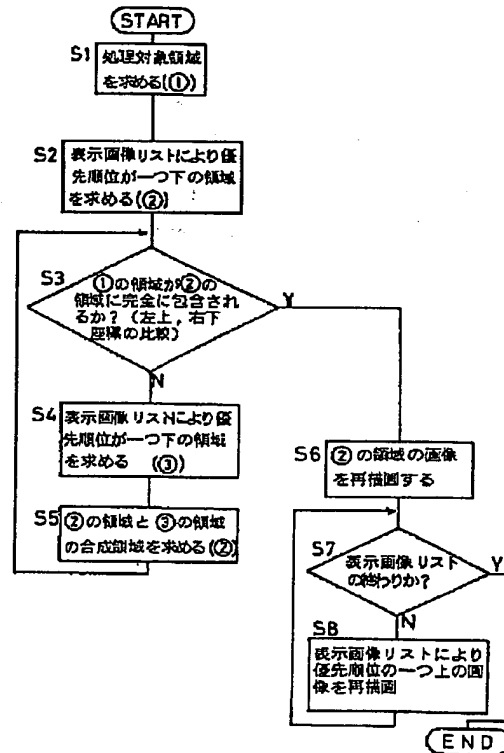 START
S1
処理対象領域
を求める(①)
S2
表示画像リストにより優
先順位が一つ下の領域
を求める(②)
S3
①の領域が②の
領域に完全に包含され
るか？(左上，右下
座標の比較)
Y
N
S4
表示画像リストにより優
先順位が一つ下の領域
を求める (③)
S5
②の領域と③の領域
の合成領域を求める(②)
S6
②の領域の画像
を再描画する
S7
表示画像リスト
の終わりか？
Y
N
S8
表示画像リストにより
優先順位の一つ上の画
像を再描画
END